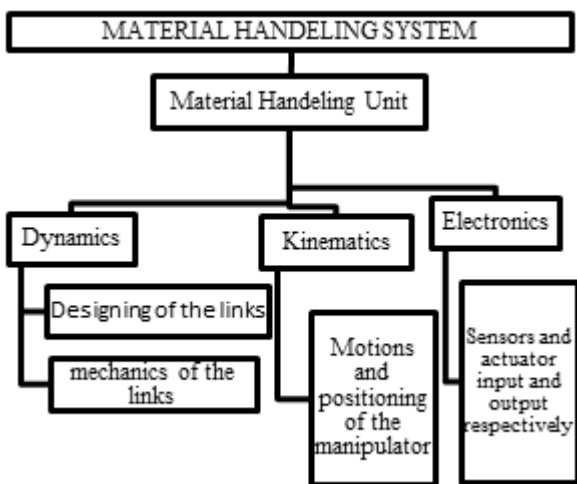 MATERIAL HANDELING SYSTEM
Material Handeling Unit
Dynamics
Kinematics
Electronics
Designing of the links
mechanics of the
links
Motions
and
positioning
of the
manipulator
Sensors and
actuator
input and
output
respectively